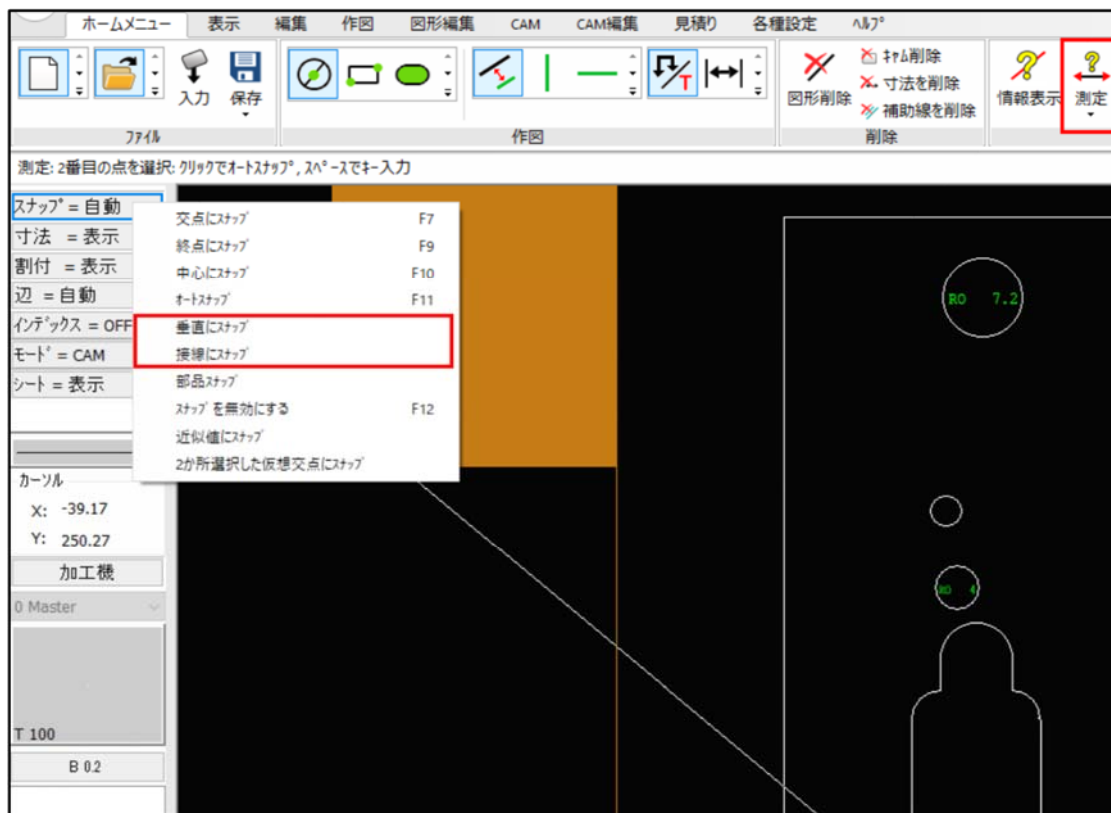 ホームメニュー 表示 編集 作図 図形編集 CAM CAM編集 見積り 各種設定 ﾍﾙﾌﾟ
入力 保存 図形削除 ｷｬﾑ削除 寸法を削除 補助線を削除 情報表示 測定
ﾌｧｲﾙ 作図 削除
測定: 2番目の点を選択: ｸﾘｯｸでｵｰﾄｽﾅｯﾌﾟ, ｽﾍﾟｰｽでｷｰ入力
ｽﾅｯﾌﾟ = 自動
寸法 = 表示
割付 = 表示
辺 = 自動
ｲﾝﾃﾞｯｸｽ = OFF
ﾓｰﾄﾞ = CAM
ｼｰﾄ = 表示
交点にｽﾅｯﾌﾟ F7
終点にｽﾅｯﾌﾟ F9
中心にｽﾅｯﾌﾟ F10
ｵｰﾄｽﾅｯﾌﾟ F11
垂直にｽﾅｯﾌﾟ
接線にｽﾅｯﾌﾟ
部品ｽﾅｯﾌﾟ
ｽﾅｯﾌﾟを無効にする F12
近似値にｽﾅｯﾌﾟ
2か所選択した仮想交点にｽﾅｯﾌﾟ
ｶｰｿﾙ
X: -39.17
Y: 250.27
加工機
0 Master
T 100
B 0.2
RO 7.2
RO 4